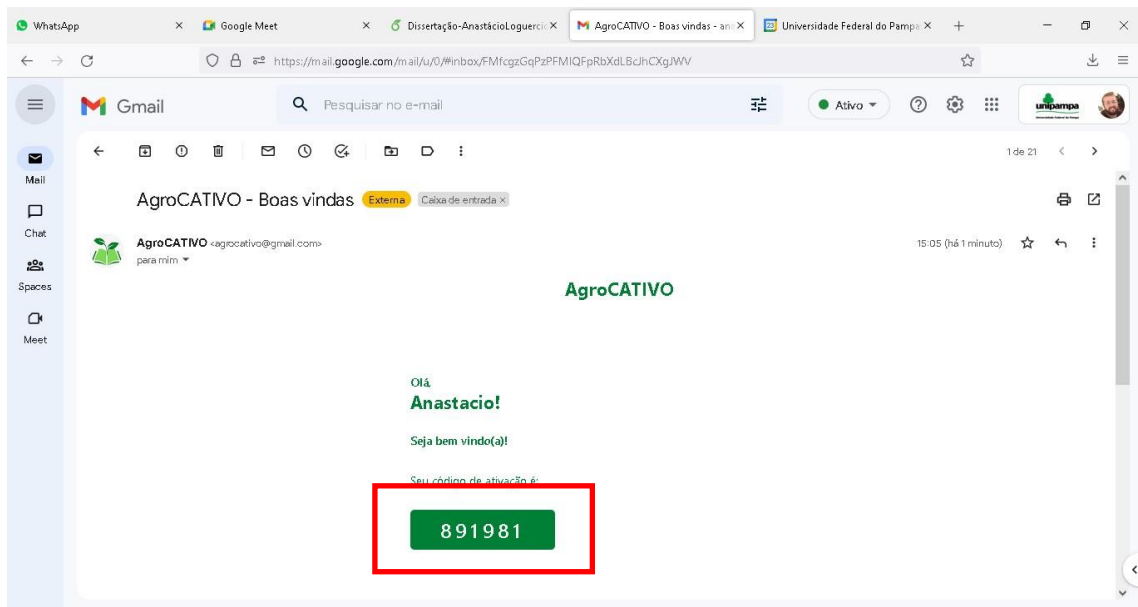 WhatsApp
Google Meet
Dissertação-AnastácioLoguercio
AgroCATIVO - Boas vindas - ana
Universidade Federal do Pampa
https://mail.google.com/mail/u/0/#inbox/FMfcgzGqPzPFMIQFpRbXdLBcJhCXgJWV
Gmail
Pesquisar no e-mail
Ativo
unipampa
1 de 21
Mail
Chat
Spaces
Meet
AgroCATIVO - Boas vindas Externa Caixa de entrada ×
AgroCATIVO <agrocativo@gmail.com>
15:05 (há 1 minuto)
para mim
AgroCATIVO
Olá,
Anastacio!
Seja bem vindo(a)!
Seu código de ativação é:
891981